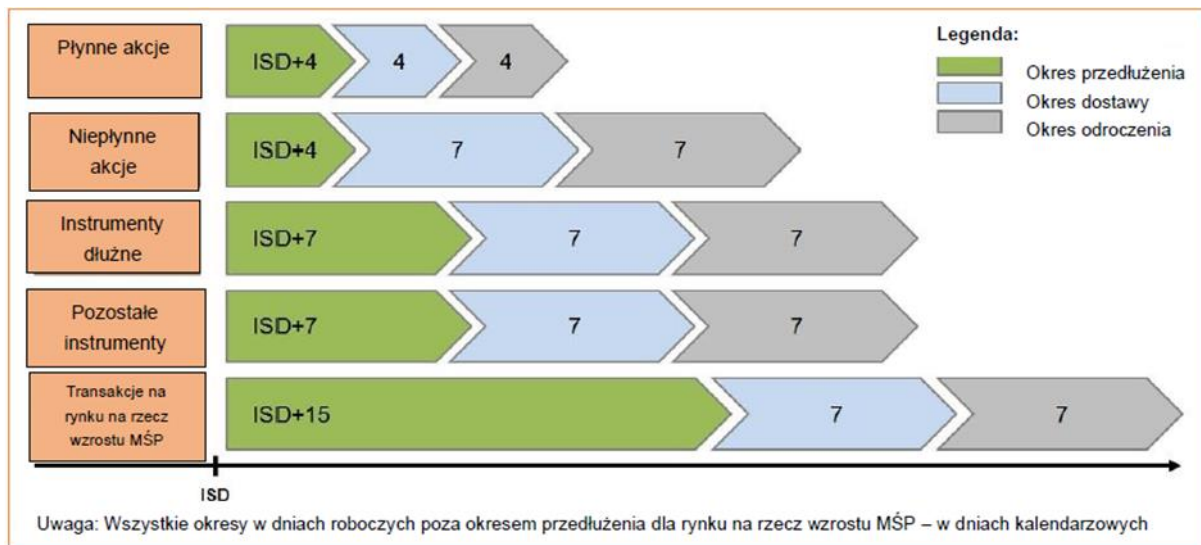 Płynne akcje
ISD+4
4
4
Legenda:
Okres przedłużenia
Okres dostawy
Okres odroczenia
Niepłynne
akcje
ISD+4
7
7
Instrumenty
dłużne
ISD+7
7
7
Pozostałe
instrumenty
ISD+7
7
7
Transakcje na
rynku na rzecz
wzrostu MŚP
ISD+15
7
7
ISD
Uwaga: Wszystkie okresy w dniach roboczych poza okresem przedłużenia dla rynku na rzecz wzrostu MŚP – w dniach kalendarzowych